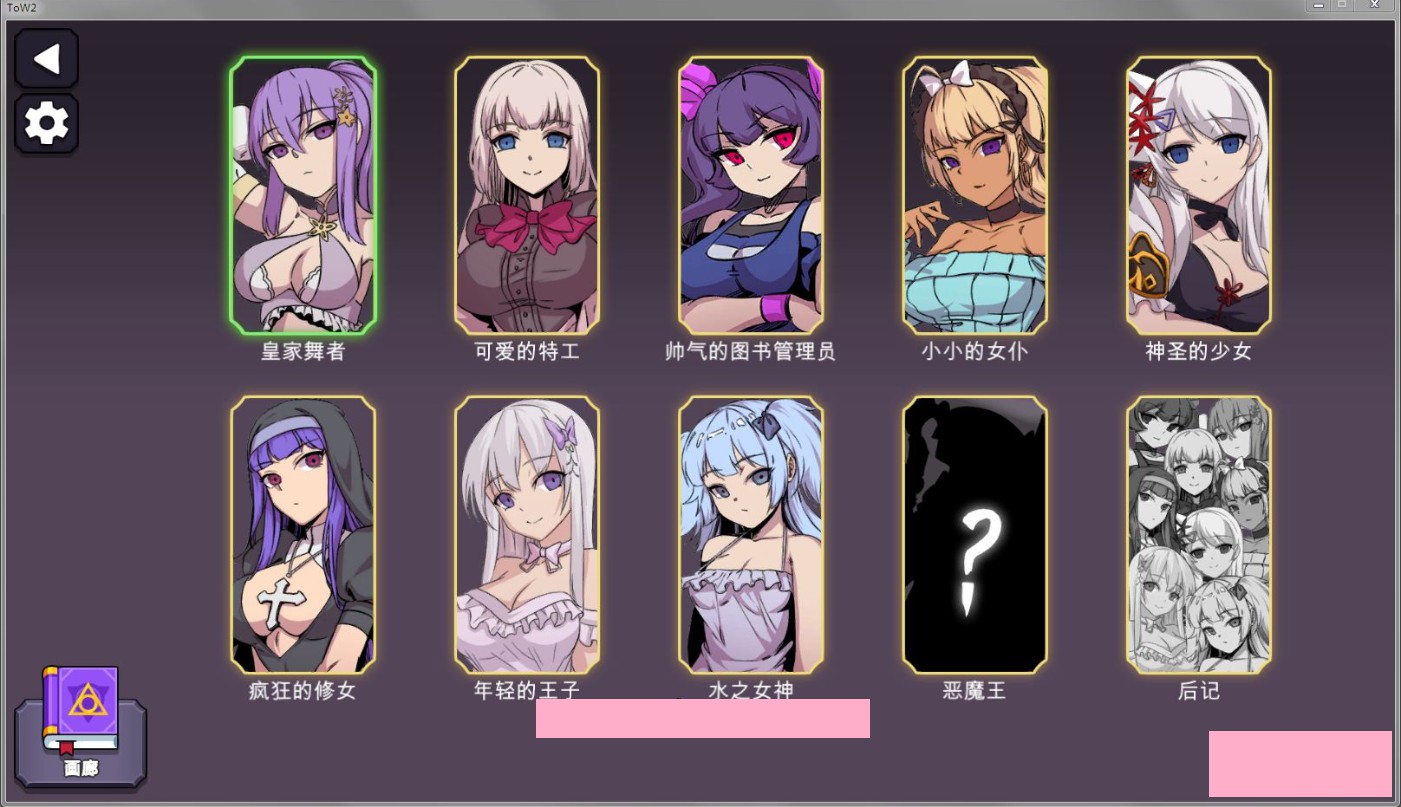 ToW2
皇家舞者
可爱的特工
帅气的图书管理员
小小的女仆
神圣的少女
?
疯狂的修女
年轻的王子
水之女神
恶魔王
后记
画廊